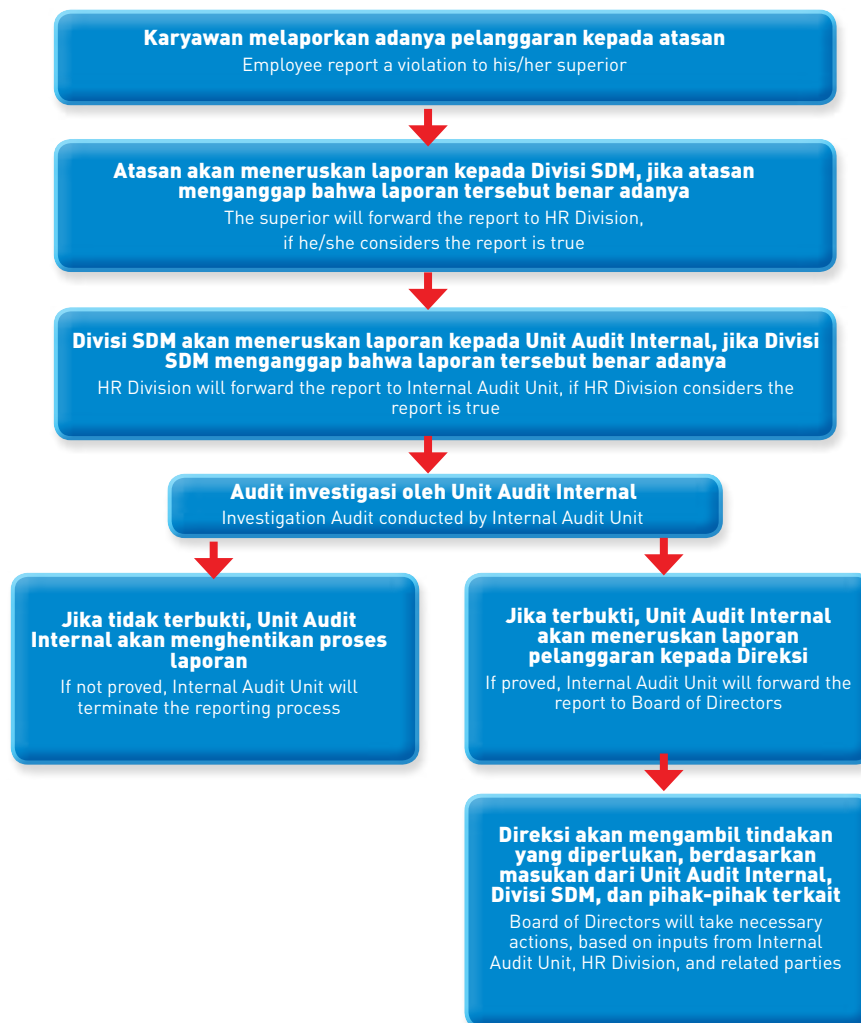 Karyawan melaporkan adanya pelanggaran kepada atasan
Employee report a violation to his/her superior
Atasan akan meneruskan laporan kepada Divisi SDM, jika atasan
menganggap bahwa laporan tersebut benar adanya
The superior will forward the report to HR Division,
if he/she considers the report is true
Divisi SDM akan meneruskan laporan kepada Unit Audit Internal, jika Divisi
SDM menganggap bahwa laporan tersebut benar adanya
HR Division will forward the report to Internal Audit Unit, if HR Division considers the
report is true
Audit investigasi oleh Unit Audit Internal
Investigation Audit conducted by Internal Audit Unit
Jika tidak terbukti, Unit Audit
Internal akan menghentikan proses
laporan
If not proved, Internal Audit Unit will
terminate the reporting process
Jika terbukti, Unit Audit Internal
akan meneruskan laporan
pelanggaran kepada Direksi
If proved, Internal Audit Unit will forward the
report to Board of Directors
Direksi akan mengambil tindakan
yang diperlukan, berdasarkan
masukan dari Unit Audit Internal,
Divisi SDM, dan pihak-pihak terkait
Board of Directors will take necessary
actions, based on inputs from Internal
Audit Unit, HR Division, and related parties